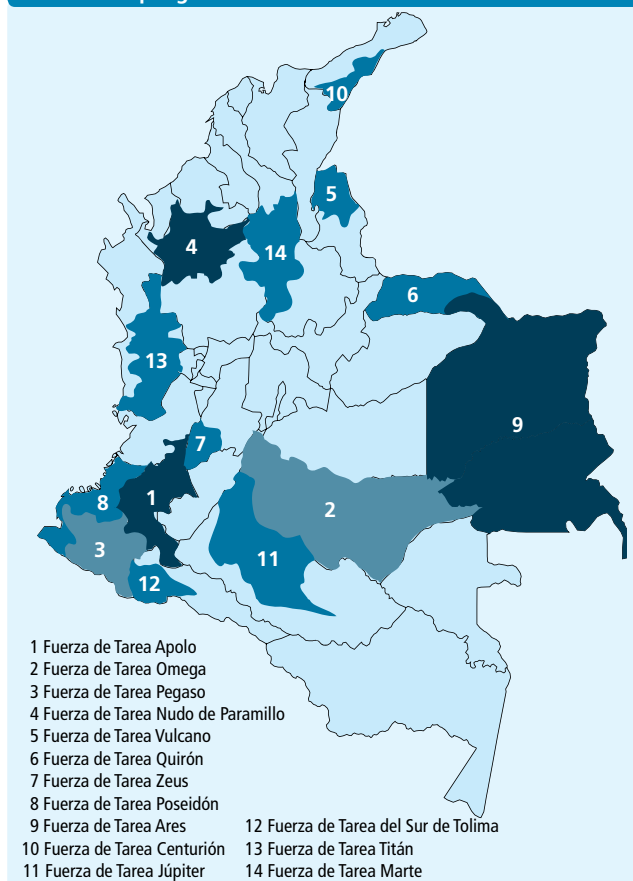 10
5
4
14
6
13
9
7
1
8
2
3
11
12
1 Fuerza de Tarea Apolo
2 Fuerza de Tarea Omega
3 Fuerza de Tarea Pegaso
4 Fuerza de Tarea Nudo de Paramillo
5 Fuerza de Tarea Vulcano
6 Fuerza de Tarea Quirón
7 Fuerza de Tarea Zeus
8 Fuerza de Tarea Poseidón
9 Fuerza de Tarea Ares
10 Fuerza de Tarea Centurión
11 Fuerza de Tarea Júpiter
12 Fuerza de Tarea del Sur de Tolima
13 Fuerza de Tarea Titán
14 Fuerza de Tarea Marte